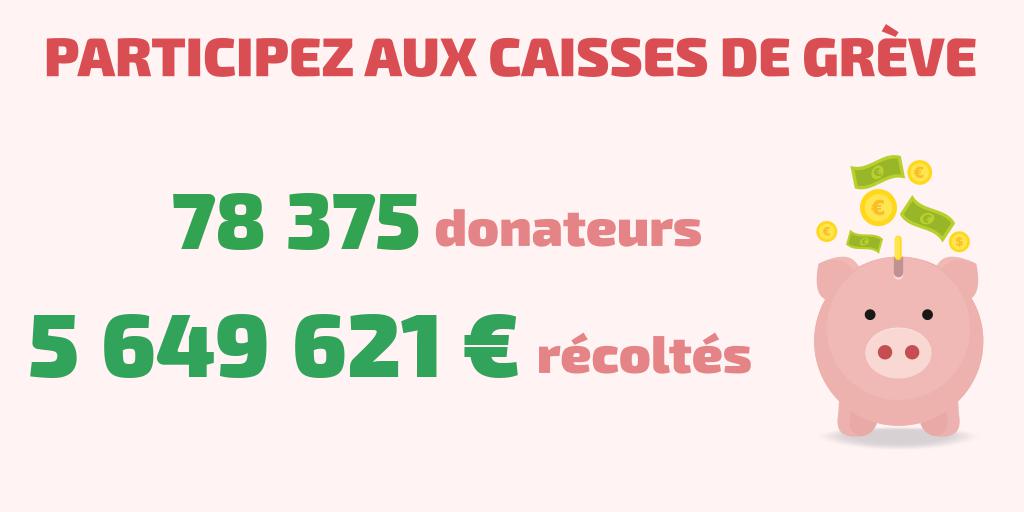 PARTICIPEZ AUX CAISSES DE GRÈVE
78 375 donateurs
5 649 621 € récoltés